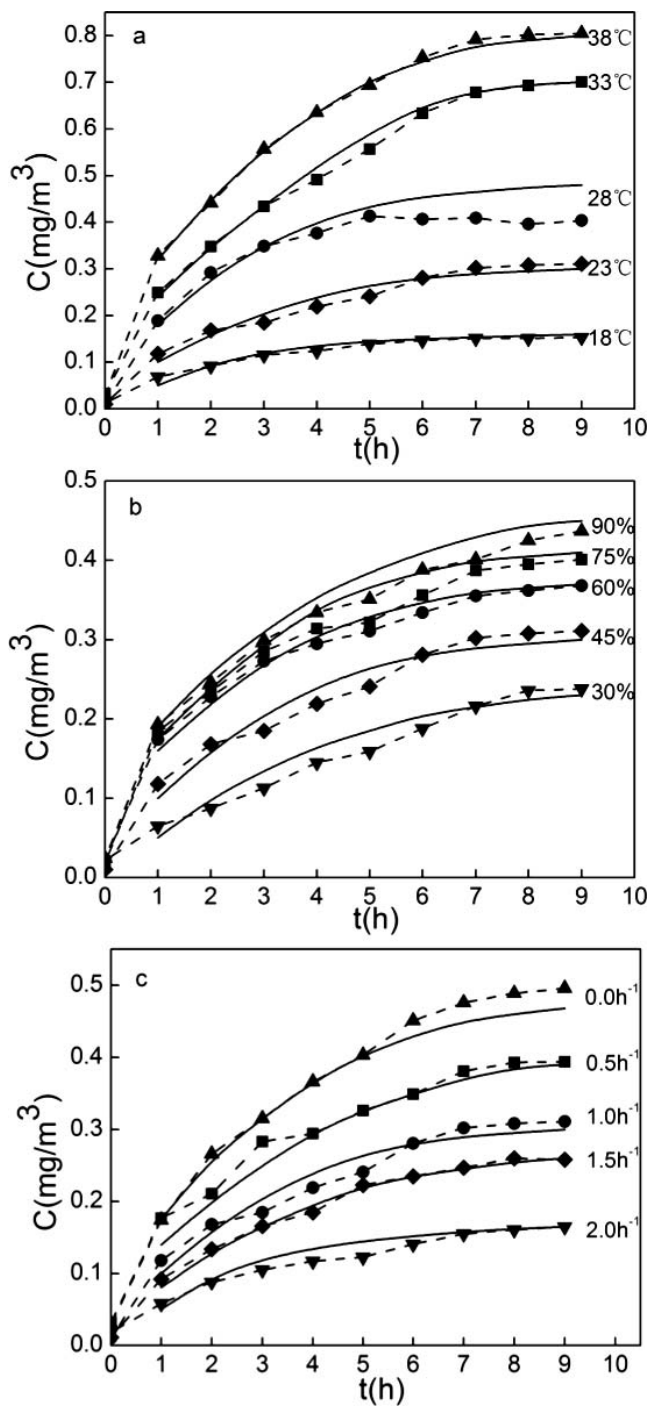 a
0.8
0.7
0.6
0.5
0.4
0.3
0.2
0.1
0.0
C(mg/m³)
38℃
33℃
28℃
23℃
18℃
0 1 2 3 4 5 6 7 8 9 10
t(h)
b
0.5
0.4
0.3
0.2
0.1
0.0
C(mg/m³)
90%
75%
60%
45%
30%
0 1 2 3 4 5 6 7 8 9 10
t(h)
c
0.5
0.4
0.3
0.2
0.1
0.0
C(mg/m³)
0.0h⁻¹
0.5h⁻¹
1.0h⁻¹
1.5h⁻¹
2.0h⁻¹
0 1 2 3 4 5 6 7 8 9 10
t(h)